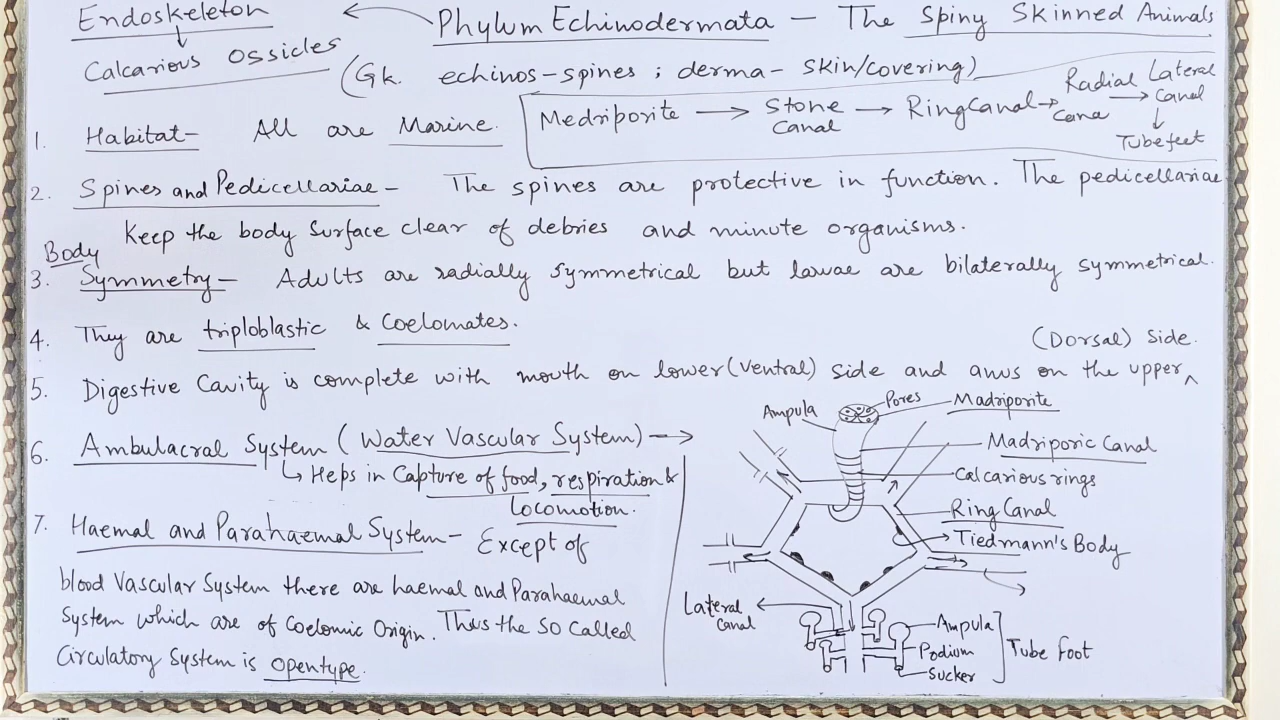 Endoskeleton ← Phylum Echinodermata – The Spiny Skinned Animals
↓
Calcarious Ossicles
(Gk. echinos-spines ; derma- skin/covering)
Medriporite → Stone Canal → Ring Canal → Radial Cana → Lateral Canal
↓
Tubefeet
1. Habitat- All are Marine.
2. Spines and Pedicellariae - The spines are protective in function. The pedicellariae
keep the body surface clear of debries and minute organisms.
Body
3. Symmetry- Adults are radially symmetrical but larvae are bilaterally symmetrical.
4. They are triploblastic & Coelomates.
(Dorsal) Side.
5. Digestive Cavity is complete with mouth on lower (Ventral) side and anus on the upper ^
6. Ambulacral System (Water Vascular System) →
↳ Heps in Capture of food, respiration &
locomotion.
7. Haemal and Parahaemal System- Except of
blood Vascular System there are haemal and Parahaemal
System which are of Coelomic Origin. Thus the so called
Circulatory System is opentype.
Ampula
Pores
Madriporite
Madriporic Canal
Calcarious rings
Ring Canal
Tiedmann's Body
Lateral canal
Ampula
Podium
Sucker
Tube foot